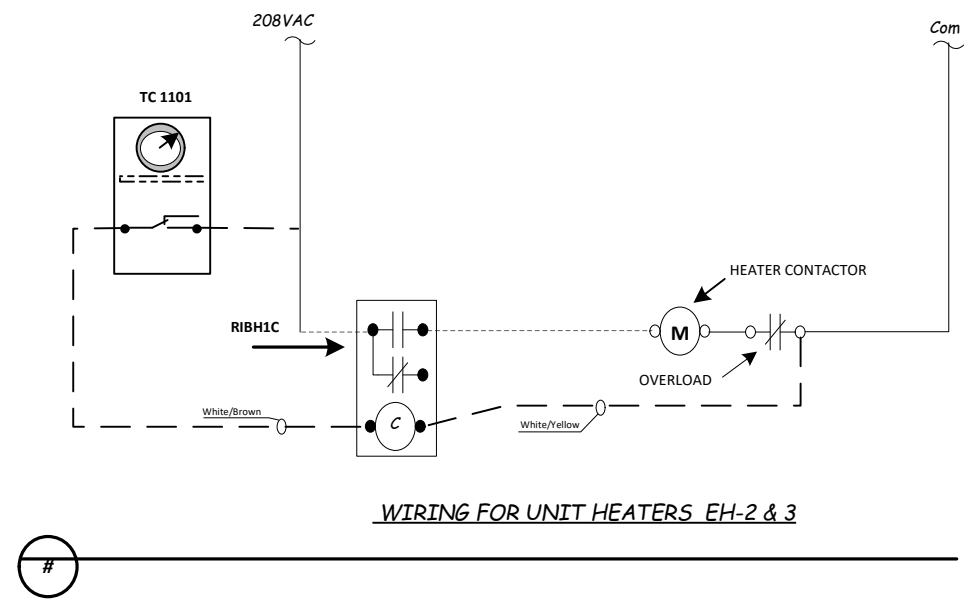 208VAC
Com
TC 1101
HEATER CONTACTOR
RIBH1C
M
OVERLOAD
White/Brown
C
White/Yellow
WIRING FOR UNIT HEATERS EH-2 & 3
#